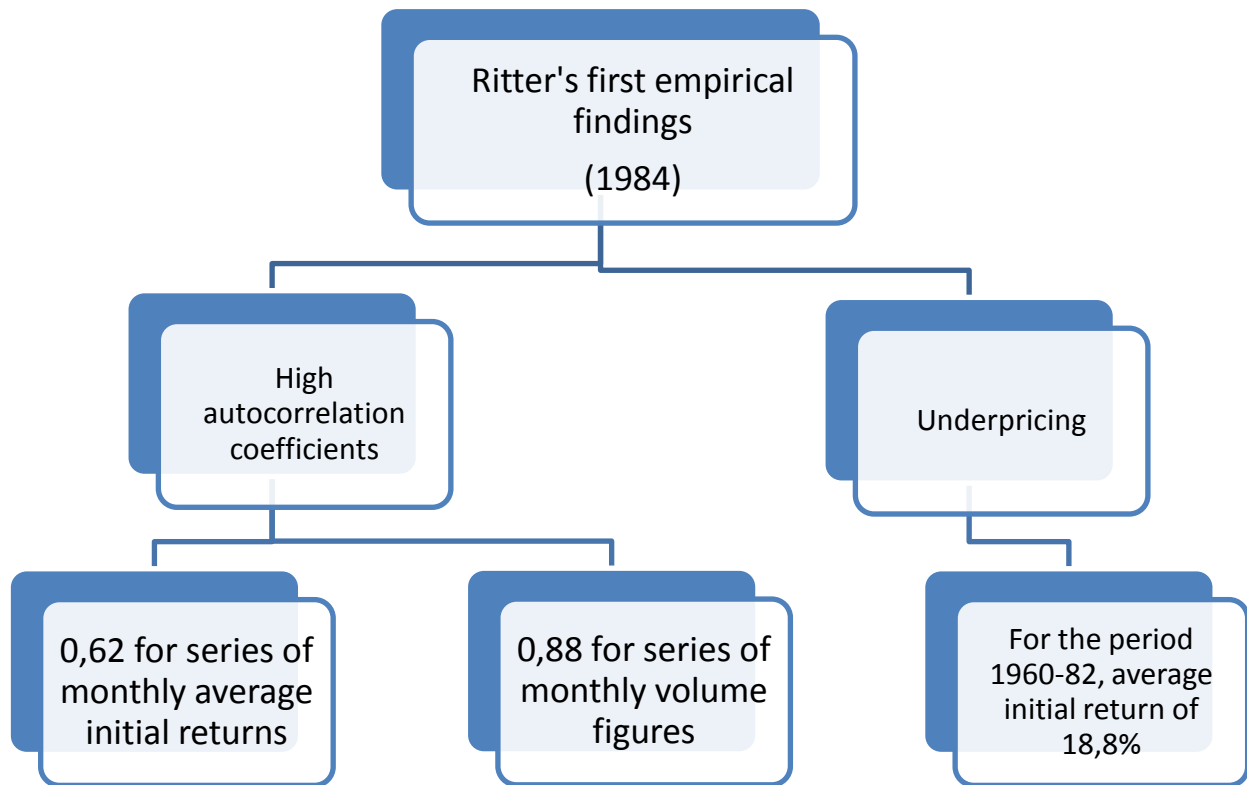 Ritter's first empirical
findings
(1984)
High
autocorrelation
coefficients
Underpricing
0,62 for series of
monthly average
initial returns
0,88 for series of
monthly volume
figures
For the period
1960-82, average
initial return of
18,8%